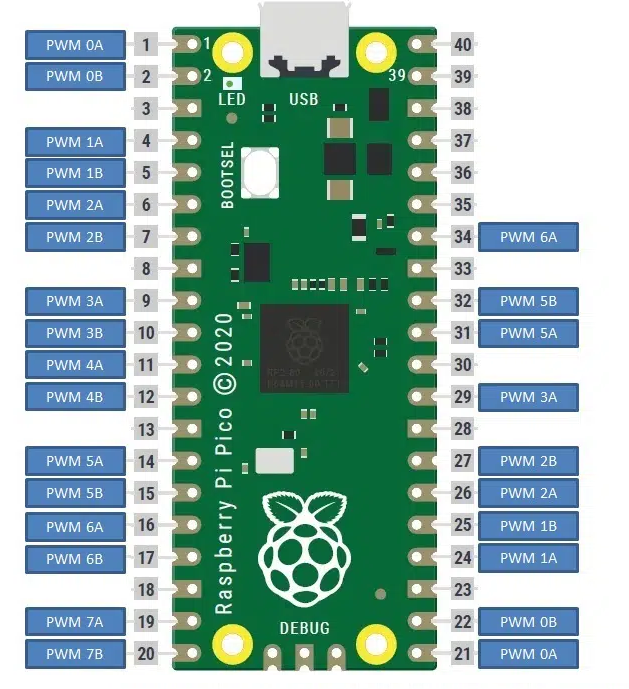 PWM 0A 1 1 40
PWM 0B 2 2 39 39
3 LED USB 38
PWM 1A 4 37
PWM 1B 5 BOOTSEL 36
PWM 2A 6 35
PWM 2B 7 34 PWM 6A
8 33
PWM 3A 9 32 PWM 5B
PWM 3B 10 31 PWM 5A
PWM 4A 11 30
PWM 4B 12 29 PWM 3A
13 28
PWM 5A 14 27 PWM 2B
PWM 5B 15 26 PWM 2A
PWM 6A 16 25 PWM 1B
PWM 6B 17 24 PWM 1A
18 23
Raspberry Pi Pico ©2020
PWM 7A 19 22 PWM 0B
DEBUG
PWM 7B 20 21 PWM 0A